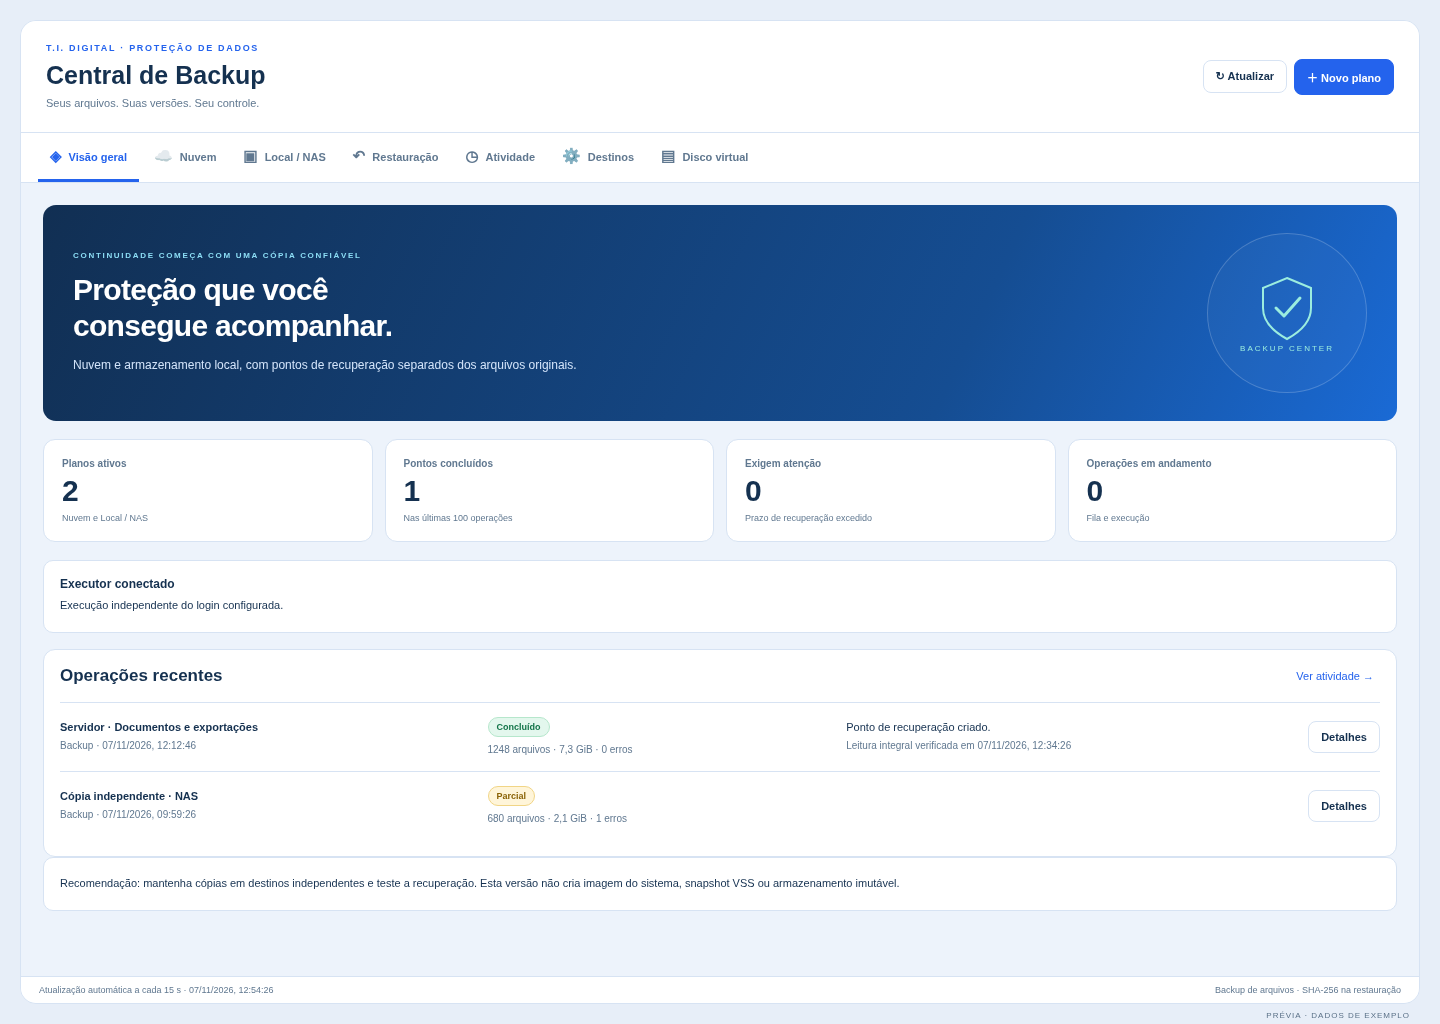 T.I. DIGITAL · PROTEÇÃO DE DADOS
Central de Backup
Seus arquivos. Suas versões. Seu controle.
↻ Atualizar
＋ Novo plano
Visão geral
Nuvem
Local / NAS
Restauração
Atividade
Destinos
Disco virtual
CONTINUIDADE COMEÇA COM UMA CÓPIA CONFIÁVEL
Proteção que você
consegue acompanhar.
Nuvem e armazenamento local, com pontos de recuperação separados dos arquivos originais.
BACKUP CENTER
Planos ativos
2
Nuvem e Local / NAS
Pontos concluídos
1
Nas últimas 100 operações
Exigem atenção
0
Prazo de recuperação excedido
Operações em andamento
0
Fila e execução
Executor conectado
Execução independente do login configurada.
Operações recentes
Ver atividade →
Servidor · Documentos e exportações
Backup · 07/11/2026, 12:12:46
Concluído
1248 arquivos · 7,3 GiB · 0 erros
Ponto de recuperação criado.
Leitura integral verificada em 07/11/2026, 12:34:26
Detalhes
Cópia independente · NAS
Backup · 07/11/2026, 09:59:26
Parcial
680 arquivos · 2,1 GiB · 1 erros
Detalhes
Recomendação: mantenha cópias em destinos independentes e teste a recuperação. Esta versão não cria imagem do sistema, snapshot VSS ou armazenamento imutável.
Atualização automática a cada 15 s · 07/11/2026, 12:54:26
Backup de arquivos · SHA-256 na restauração
PRÉVIA · DADOS DE EXEMPLO